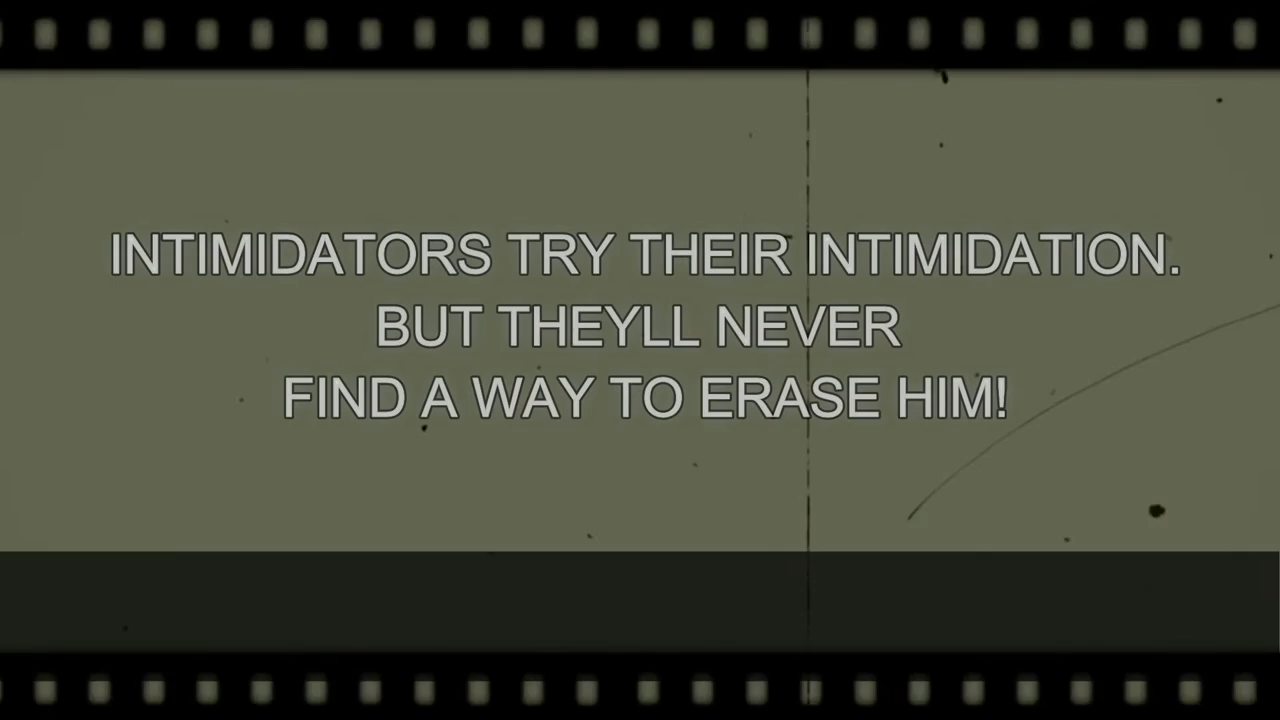 INTIMIDATORS TRY THEIR INTIMIDATION.
BUT THEYLL NEVER
FIND A WAY TO ERASE HIM!